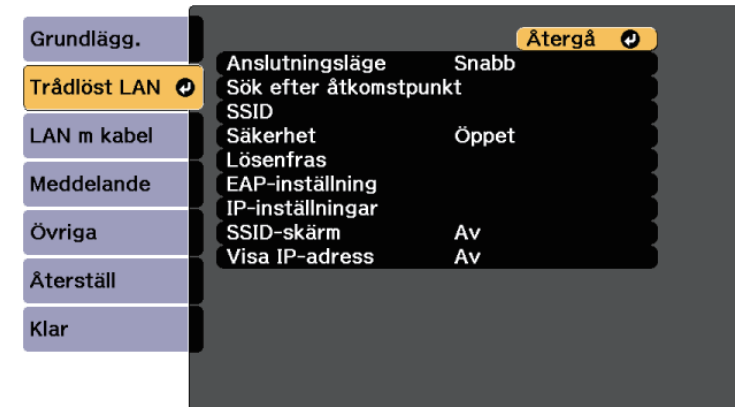 Grundlägg.
Trådlöst LAN
LAN m kabel
Meddelande
Övriga
Återställ
Klar
Återgå
Anslutningsläge Snabb
Sök efter åtkomstpunkt
SSID
Säkerhet Öppet
Lösenfras
EAP-inställning
IP-inställningar
SSID-skärm Av
Visa IP-adress Av